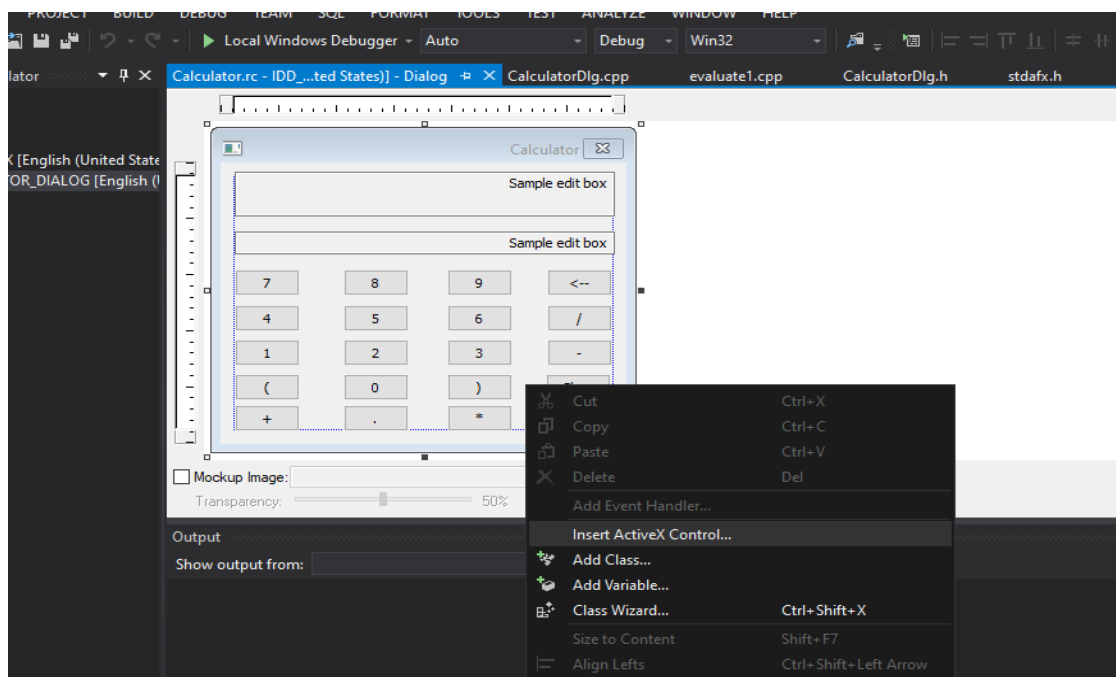 PROJECT BUILD DEBUG TEAM SQL FORMAT TOOLS TEST ANALYZE WINDOW HELP
Local Windows Debugger Auto Debug Win32
lator Calculator.rc - IDD_...ted States)] - Dialog CalculatorDlg.cpp evaluate1.cpp CalculatorDlg.h stdafx.h
Calculator
X [English (United State
TOR_DIALOG [English (
Sample edit box
Sample edit box
7 8 9 <--
4 5 6 /
1 2 3 -
( 0 )
+ . *
Mockup Image:
Transparency: 50%
Output
Show output from:
Cut Ctrl+X
Copy Ctrl+C
Paste Ctrl+V
Delete Del
Add Event Handler...
Insert ActiveX Control...
Add Class...
Add Variable...
Class Wizard... Ctrl+Shift+X
Size to Content Shift+F7
Align Lefts Ctrl+Shift+Left Arrow